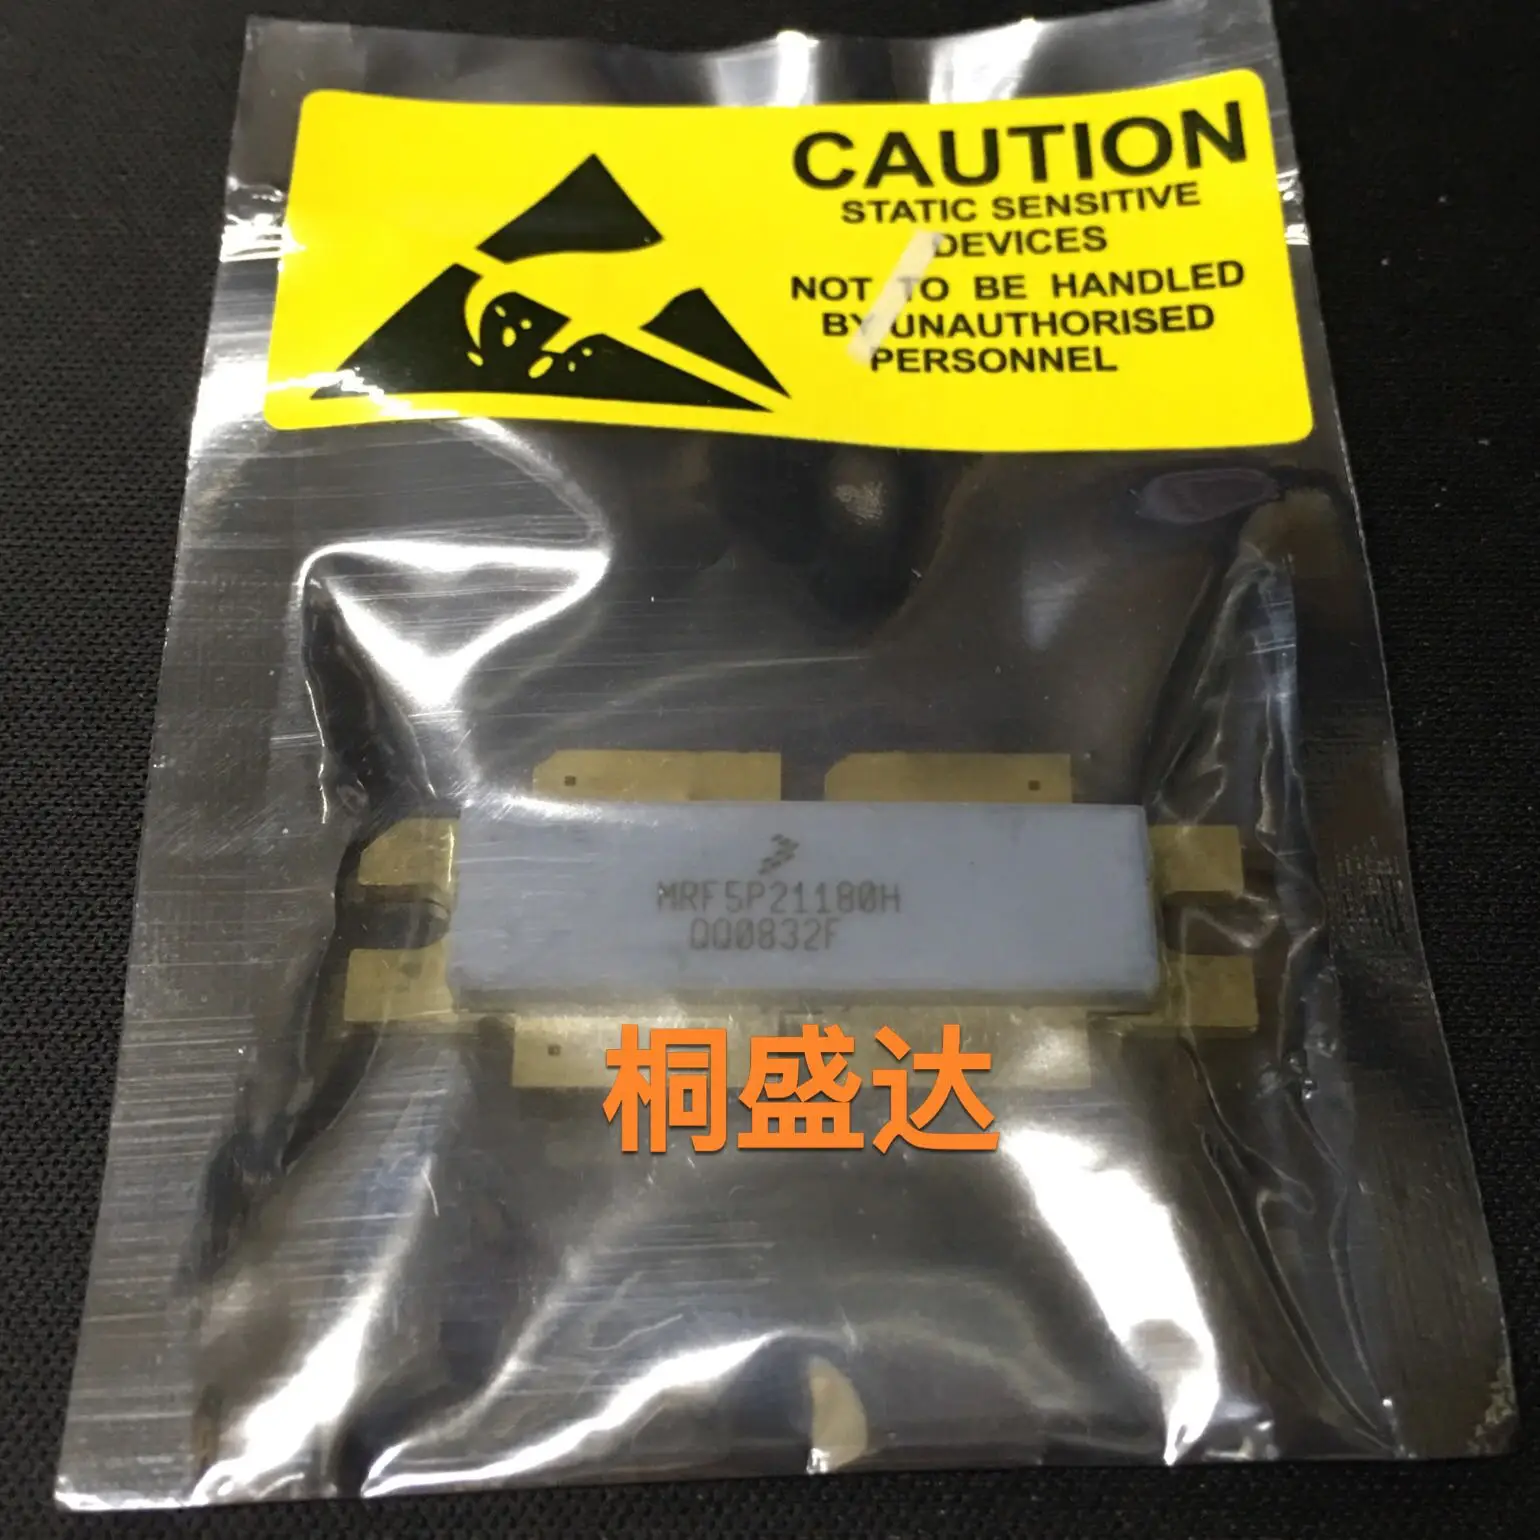 CAUTION
STATIC SENSITIVE
DEVICES
NOT TO BE HANDLED
BY UNAUTHORISED
PERSONNEL
MRF5P21180H
QQ0832F
桐盛达